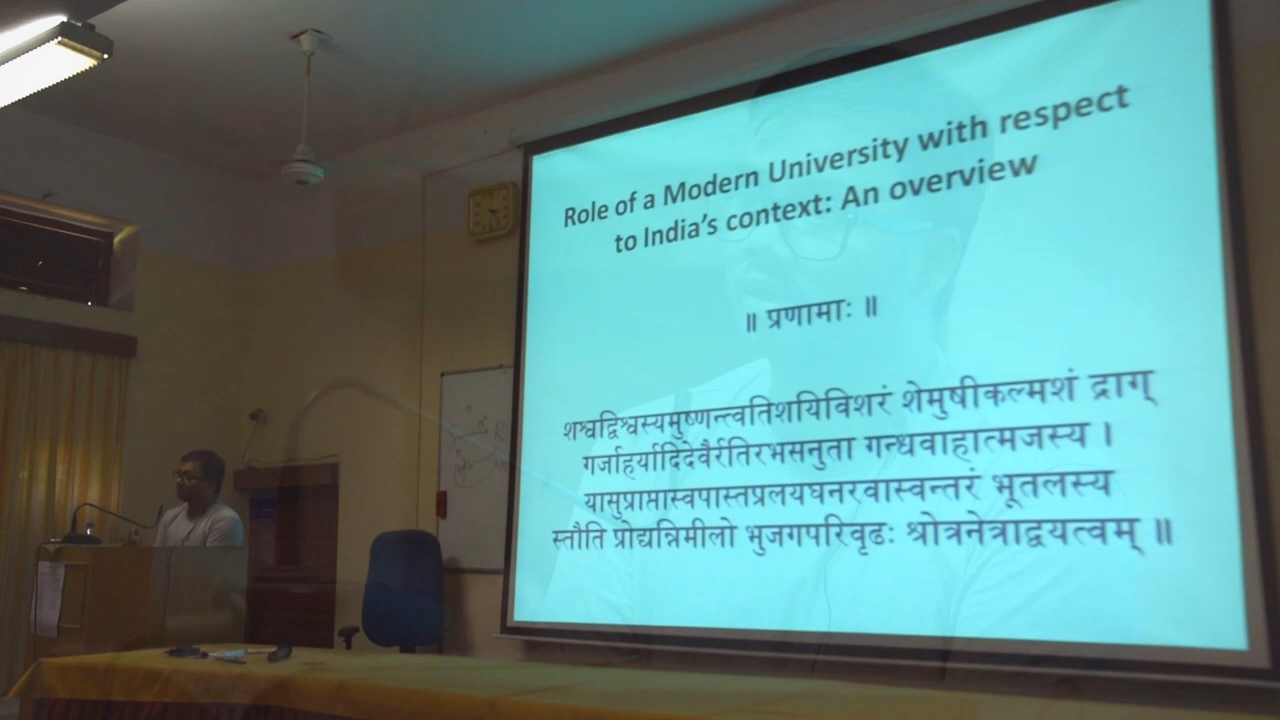 Role of a Modern University with respect
to India's context: An overview
॥ प्रणामाः ॥
शश्वद्विश्वस्यमुष्णन्त्वतिशयिविशरं शेमुषीकल्मशं द्राग्
गर्जाहर्यादिदेवैर्रतिरभसनुता गन्धवाहात्मजस्य ।
यासुप्राप्तास्वपास्तप्रलयघनरवास्वन्तरं भूतलस्य
स्तौति प्रोद्यन्निमीलो भुजगपरिवृढः श्रोत्रनेत्राद्वयत्वम् ॥